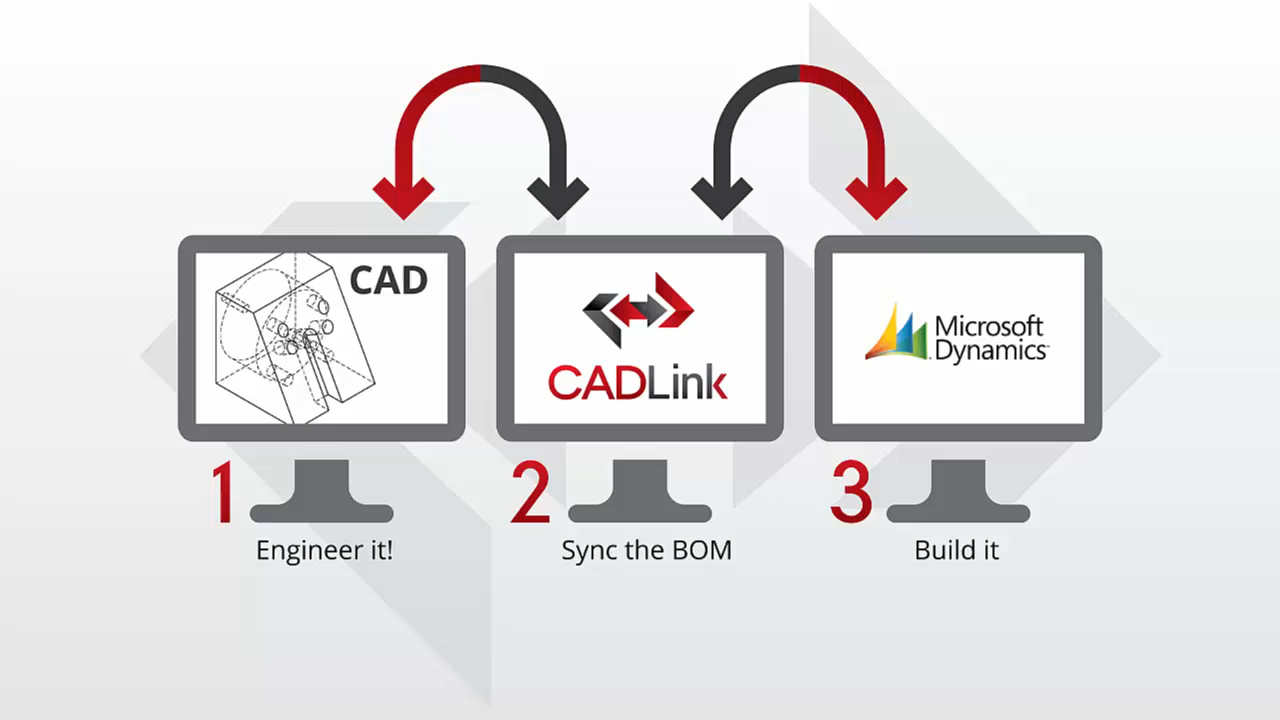 CAD
CADLink
Microsoft
Dynamics
1
2
3
Engineer it!
Sync the BOM
Build it